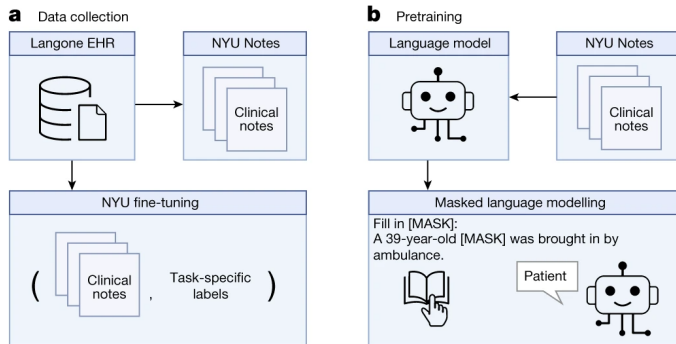 a Data collection
Langone EHR
NYU Notes
Clinical
notes
NYU fine-tuning
( Clinical
notes , Task-specific
labels )
b Pretraining
Language model
NYU Notes
Clinical
notes
Masked language modelling
Fill in [MASK]:
A 39-year-old [MASK] was brought in by
ambulance.
Patient